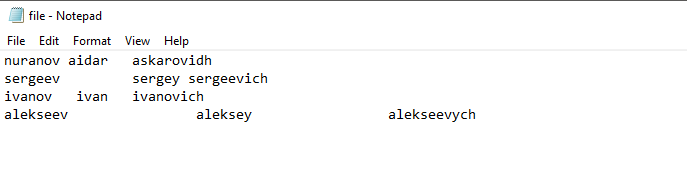 file - Notepad
File Edit Format View Help
nuranov aidar   askarovidh
sergeev         sergey sergeevich
ivanov   ivan   ivanovich
alekseev                aleksey                 alekseevych